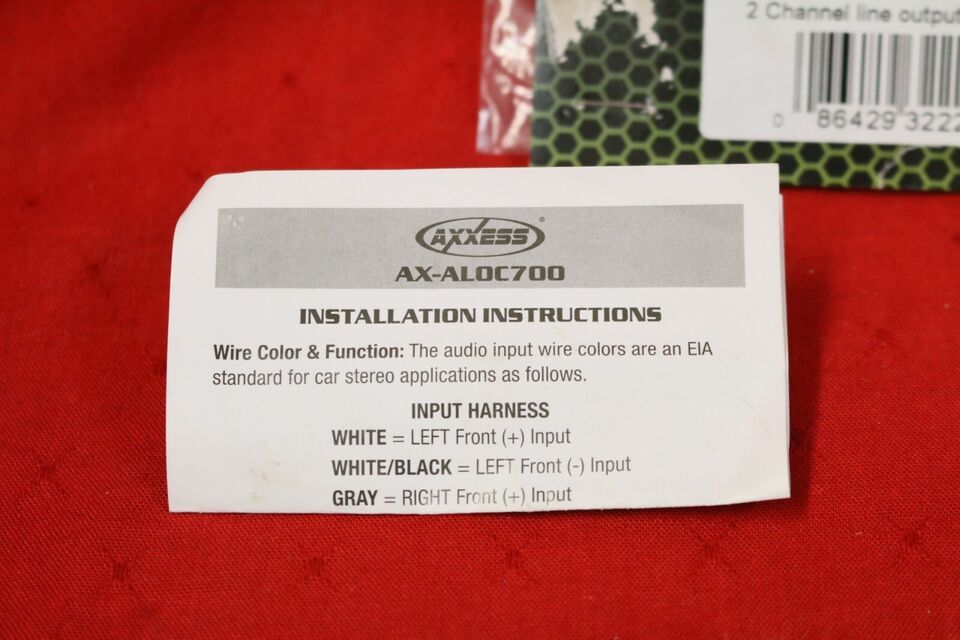 2 Channel line output
0 86429 3222
AXXESS®
AX-ALOC700
INSTALLATION INSTRUCTIONS
Wire Color & Function: The audio input wire colors are an EIA
standard for car stereo applications as follows.
INPUT HARNESS
WHITE = LEFT Front (+) Input
WHITE/BLACK = LEFT Front (-) Input
GRAY = RIGHT Front (+) Input